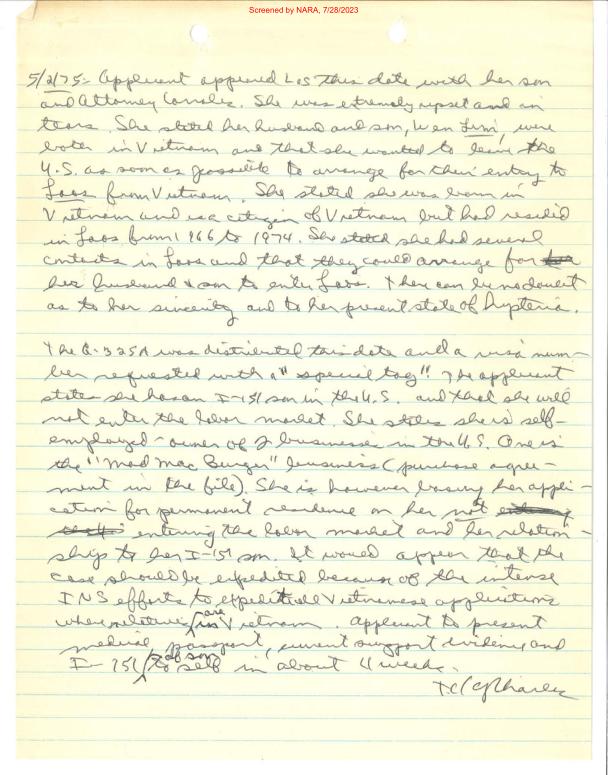 Screened by NARA, 7/28/2023
5/2/75- Applicant appeared LOS this date with her son
and Attorney Canales. She was extremely upset and in
tears. She stated her husband and son, were
both in Vietnam and that she wanted to leave the
U.S. as soon as possible to arrange for their entry to
Laos from Vietnam. She stated she was born in
Vietnam and is a citizen of Vietnam but had resided
in Laos from 1966 to 1974. She stated she had several
contacts in Laos and that they could arrange for
her husband & son to enter Laos. There can be no doubt
as to her sincerity and to her present state of hysteria.
The G-325A was distributed this date and a visa num-
ber requested with a "special tag" The applicant
states she has an I-151 son in the U.S. and that she will
not enter the labor market. She states she is self-
employed - owner of 2 businesses in the U.S. One is
the "Mad Mac Burger" business (purchase agree-
ment in the file). She is however basing her appli-
cation for permanent residence on her not
entering the labor market and her relation-
ship to her I-151 son. It would appear that the
case should be expedited because of the intense
INS efforts to expedite all Vietnamese applications
where relatives are in Vietnam. Applicant to present
medical, passport, current support evidence and
I-151 of son to self in about 4 weeks.